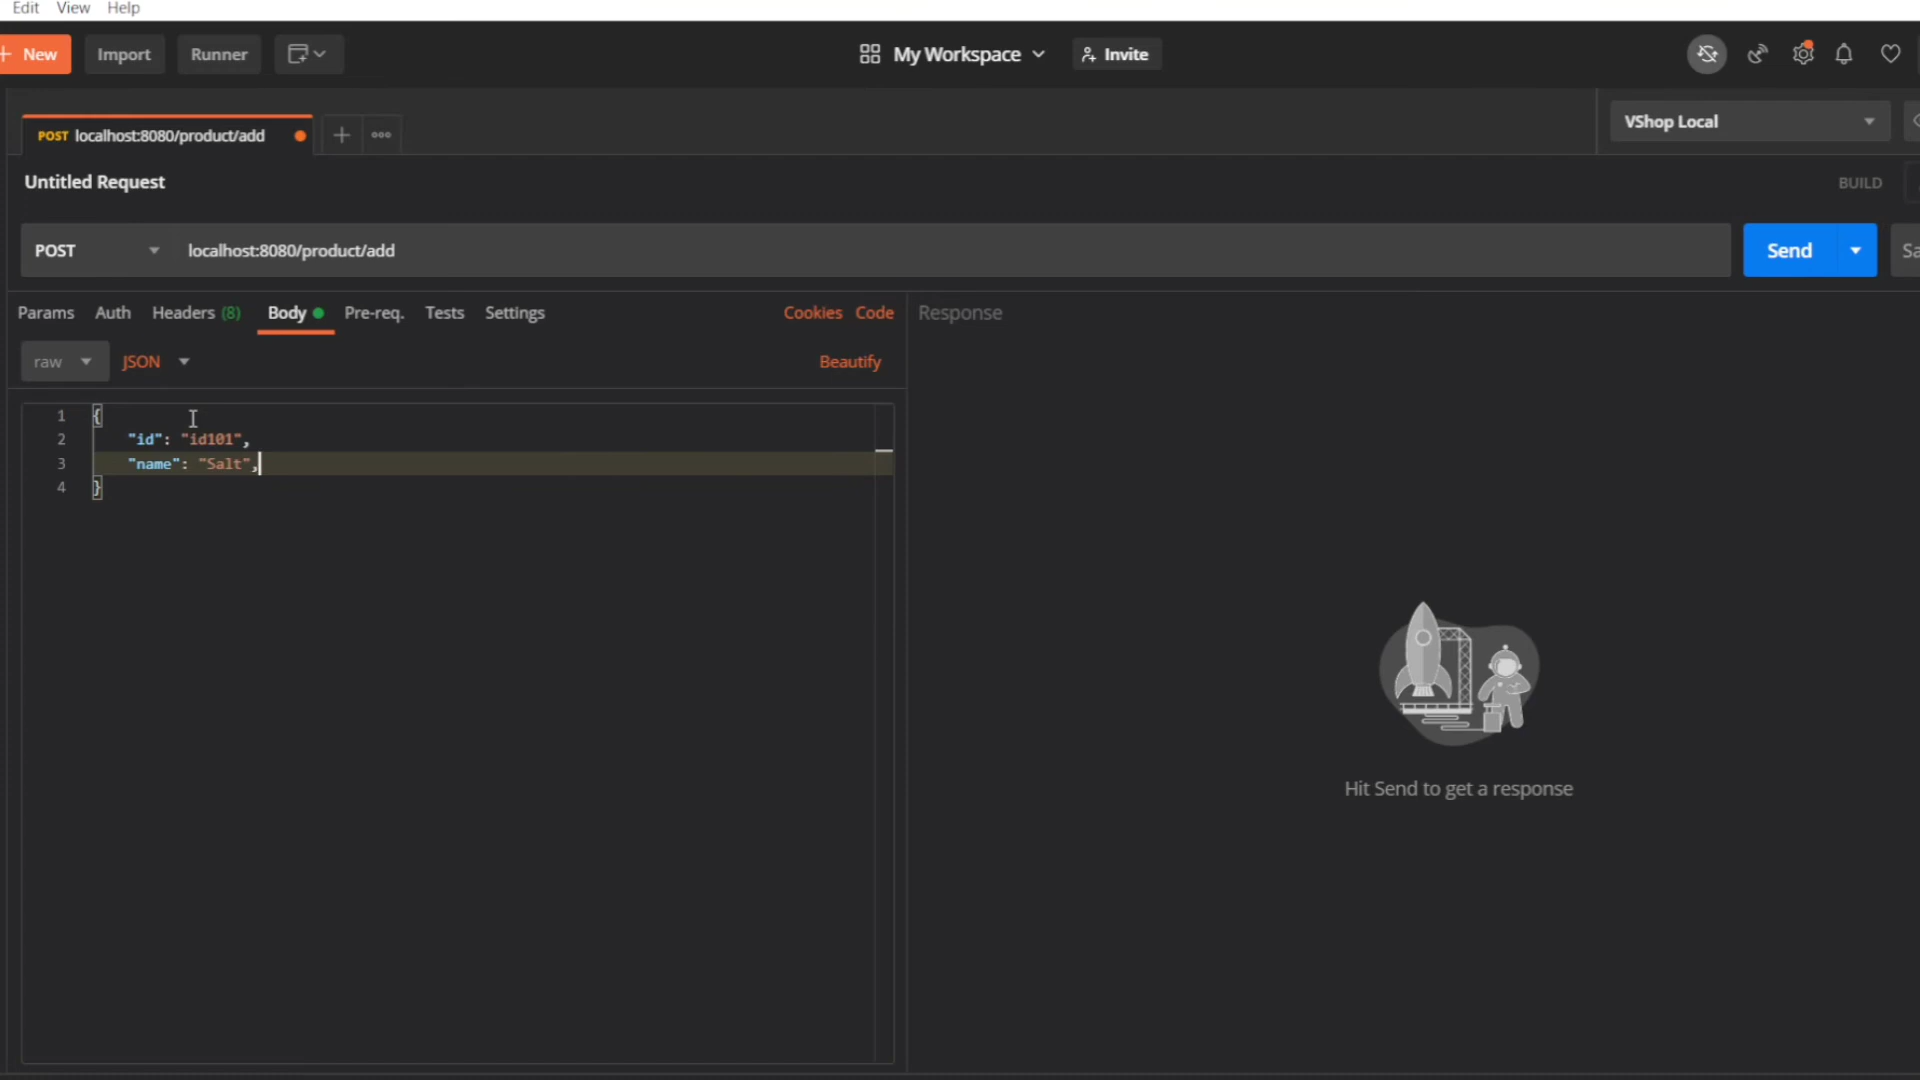 Edit View Help
+ New Import Runner My Workspace Invite
POST localhost:8080/product/add + ooo VShop Local
Untitled Request BUILD
POST localhost:8080/product/add Send Sa
Params Auth Headers (8) Body Pre-req. Tests Settings Cookies Code Response
raw JSON Beautify
1 {
2 "id": "id101",
3 "name": "Salt",
4 }
Hit Send to get a response